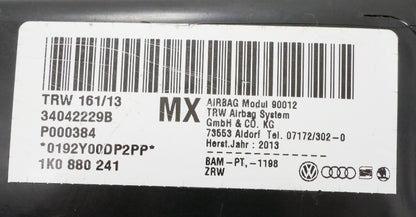 TRW 161/13
34042229B
P000384
*0192Y00DP2PP*
1K0 880 241
MX
AIRBAG Modul 90012
TRW Airbag System
GmbH & CO. KG
73553 Aldorf Tel. 07172/302-0
Herst.Jahr : 2013
BAM-PT,-1198
ZRW